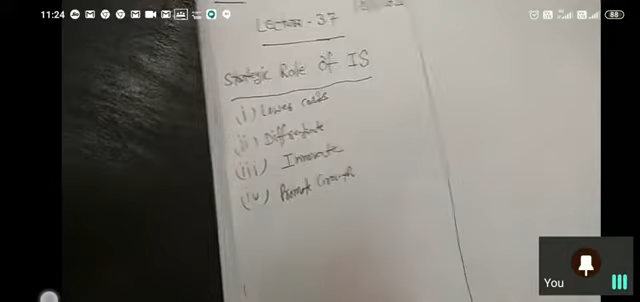 11:24
88
Lecture - 37
Strategic Role of IS
(i) Lower costs
(ii) Differentiate
(iii) Innovate
(iv) Promote Growth
You